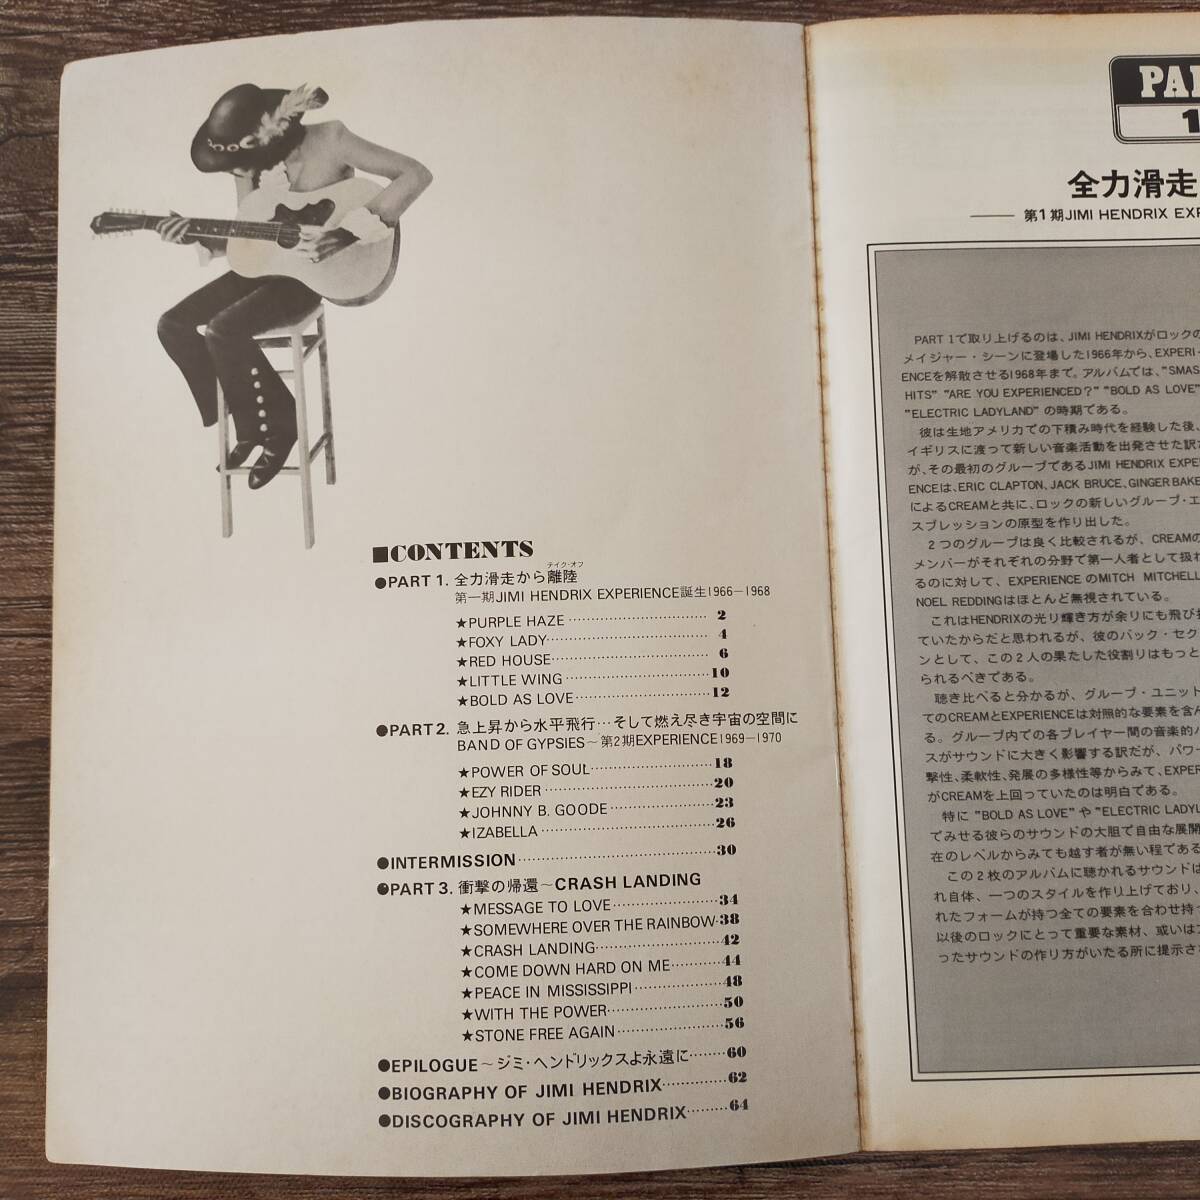 ■CONTENTS
テイク・オフ
●PART 1. 全力滑走から離陸
第一期JIMI HENDRIX EXPERIENCE誕生1966－1968
★PURPLE HAZE 2
★FOXY LADY 4
★RED HOUSE 6
★LITTLE WING 10
★BOLD AS LOVE 12
●PART2. 急上昇から水平飛行…そして燃え尽き宇宙の空間に
BAND OF GYPSIES～第2期EXPERIENCE1969－1970
★POWER OF SOUL 18
★EZY RIDER 20
★JOHNNY B. GOODE 23
★IZABELLA 26
●INTERMISSION 30
●PART3. 衝撃の帰還～CRASH LANDING
★MESSAGE TO LOVE 34
★SOMEWHERE OVER THE RAINBOW 38
★CRASH LANDING 42
★COME DOWN HARD ON ME 44
★PEACE IN MISSISSIPPI 48
★WITH THE POWER 50
★STONE FREE AGAIN 56
●EPILOGUE～ジミ・ヘンドリックスよ永遠に 60
●BIOGRAPHY OF JIMI HENDRIX 62
●DISCOGRAPHY OF JIMI HENDRIX 64
PAR
1
全力滑走
第1期JIMI HENDRIX EXP
PART 1で取り上げるのは、JIMI HENDRIXがロックの
メイジャー・シーンに登場した1966年から、EXPERI-
ENCEを解散させる1968年まで。アルバムでは、"SMAS
HITS" "ARE YOU EXPERIENCED?" "BOLD AS LOVE"
"ELECTRIC LADYLAND" の時期である。
彼は生地アメリカでの下積み時代を経験した後、
イギリスに渡って新しい音楽活動を出発させた訳だ
が、その最初のグループであるJIMI HENDRIX EXPERI
ENCEは、ERIC CLAPTON、JACK BRUCE、GINGER BAKE
によるCREAMと共に、ロックの新しいグループ・エ
スプレッションの原型を作り出した。
2つのグループは良く比較されるが、CREAMの
メンバーがそれぞれの分野で第一人者として扱れ
るのに対して、EXPERIENCE のMITCH MITCHELL
NOEL REDDINGはほとんど無視されている。
これはHENDRIXの光り輝き方が余りにも飛び抜
ていたからだと思われるが、彼のバック・セク
ンとして、この2人の果たした役割りはもっと
られるべきである。
聴き比べると分かるが、グループ・ユニット
てのCREAMとEXPERIENCEは対照的な要素を含ん
る。グループ内での各プレイヤー間の音楽的バ
スがサウンドに大きく影響する訳だが、パワー
撃性、柔軟性、発展の多様性等からみて、EXPER
がCREAMを上回っていたのは明白である。
特に "BOLD AS LOVE" や "ELECTRIC LADYL
てみせる彼らのサウンドの大胆で自由な展開
在のレベルからみても越す者が無い程である
この2枚のアルバムに聴かれるサウンドは
れ自体、一つのスタイルを作り上げており、
れたフォームが持つ全ての要素を合わせ持っ
以後のロックにとって重要な素材、或いは
ったサウンドの作り方がいたる所に提示さ